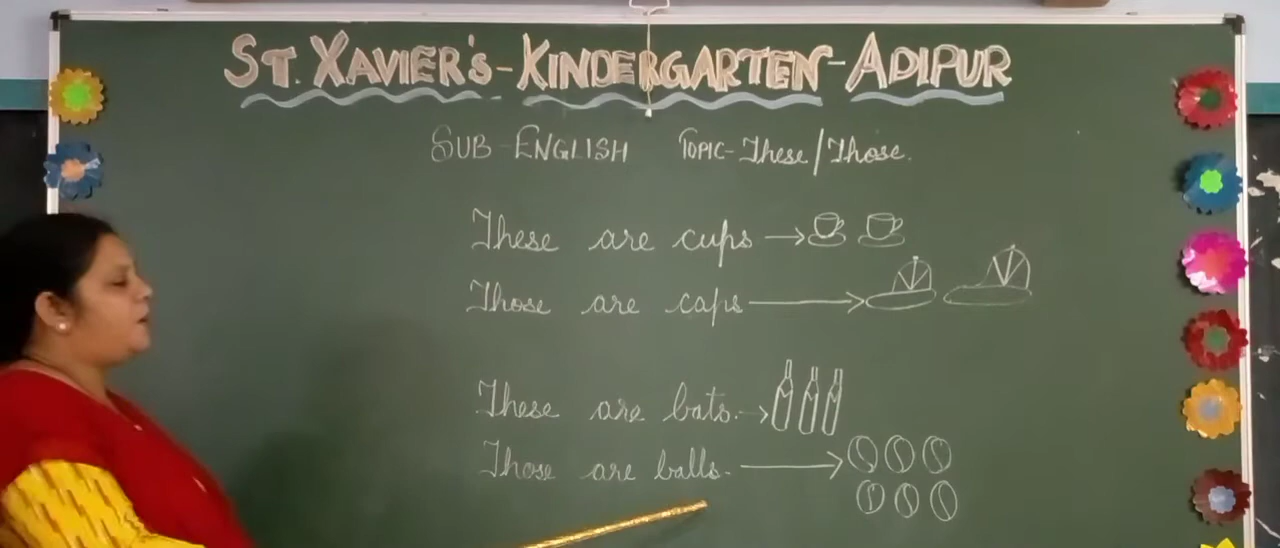 ST. XAVIER'S-KINDERGARTEN-ADIPUR
SUB-ENGLISH TOPIC-These/Those.
These are cups
Those are caps
These are bats.
Those are balls.